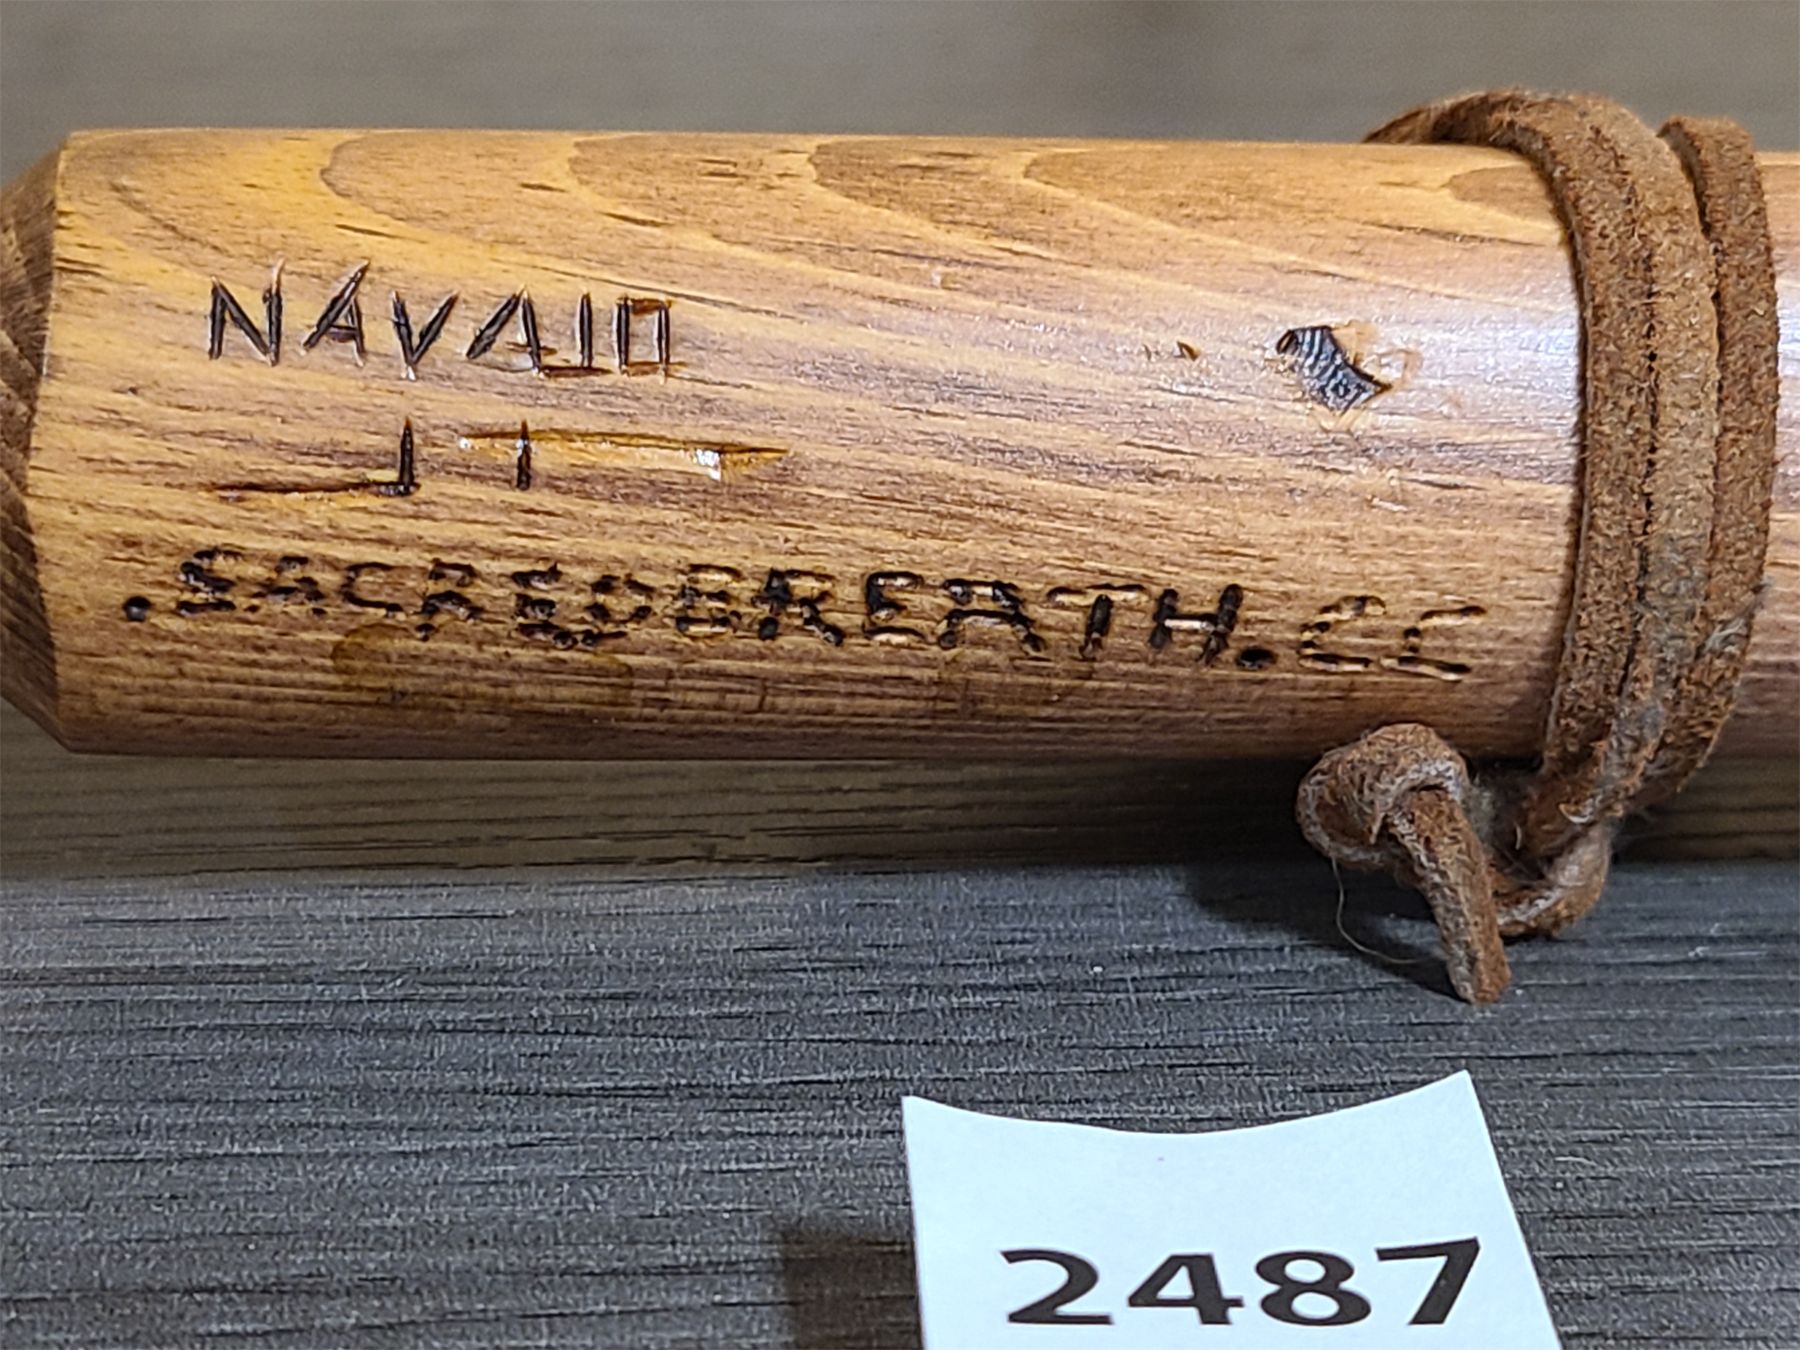 NAVAJO
JT
.SACREDBREATH.CC
2487